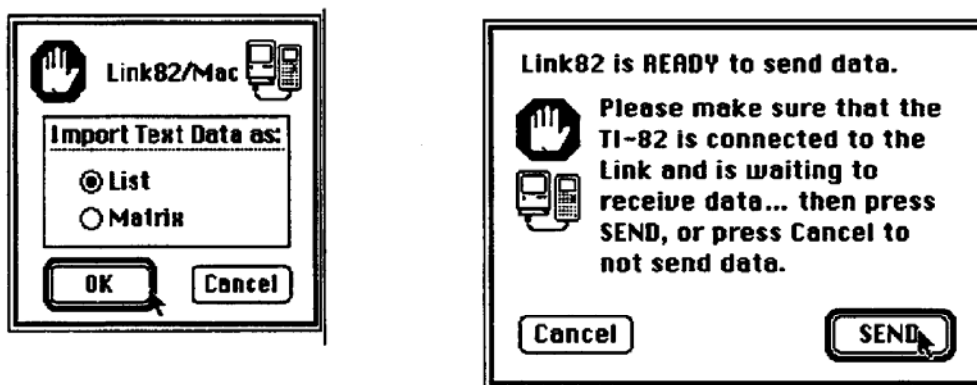 Link82/Mac
Import Text Data as:
List
Matrix
OK
Cancel
Link82 is READY to send data.
Please make sure that the
TI-82 is connected to the
Link and is waiting to
receive data... then press
SEND, or press Cancel to
not send data.
Cancel
SEND